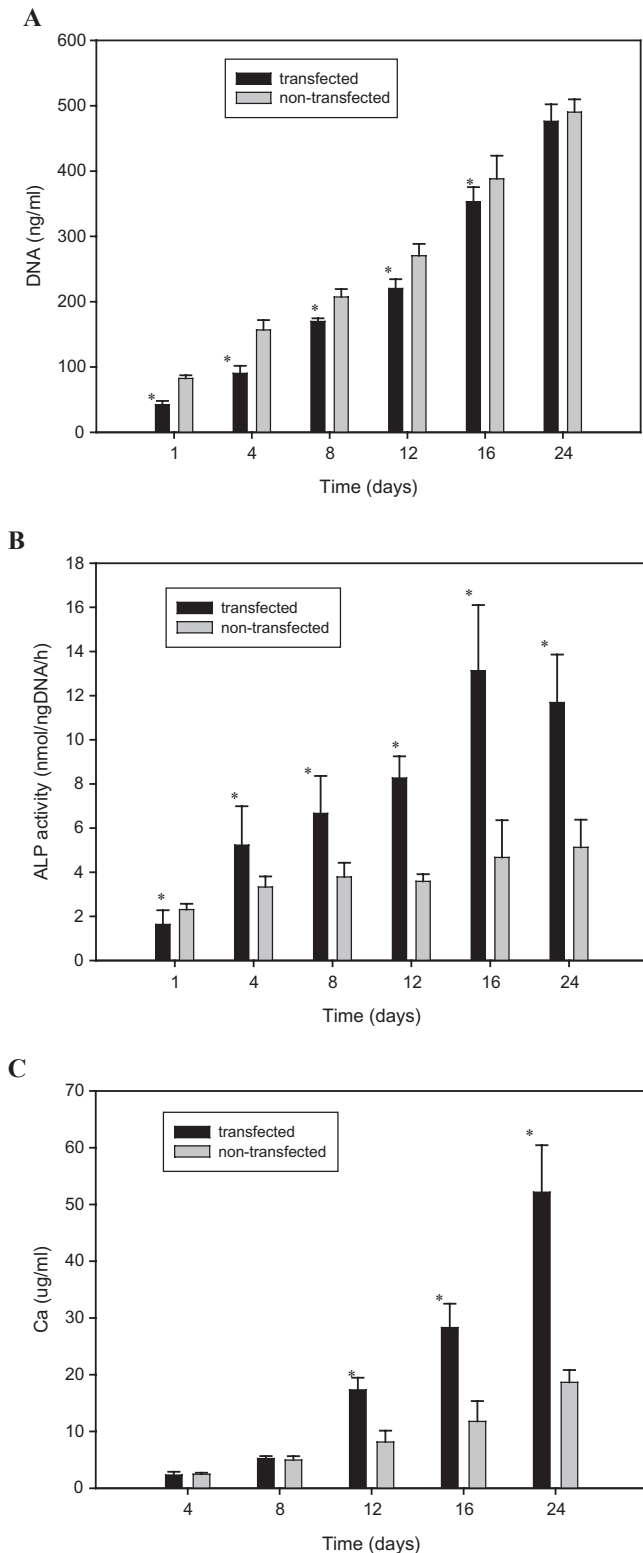 A
600
500
400
300
200
100
0
DNA (ng/ml)
transfected
non-transfected
*
*
*
*
*
1 4 8 12 16 24
Time (days)
B
18
16
14
12
10
8
6
4
2
0
ALP activity (nmol/ngDNA/h)
transfected
non-transfected
*
*
*
*
*
*
1 4 8 12 16 24
Time (days)
C
70
60
50
40
30
20
10
0
Ca (ug/ml)
transfected
non-transfected
*
*
*
4 8 12 16 24
Time (days)